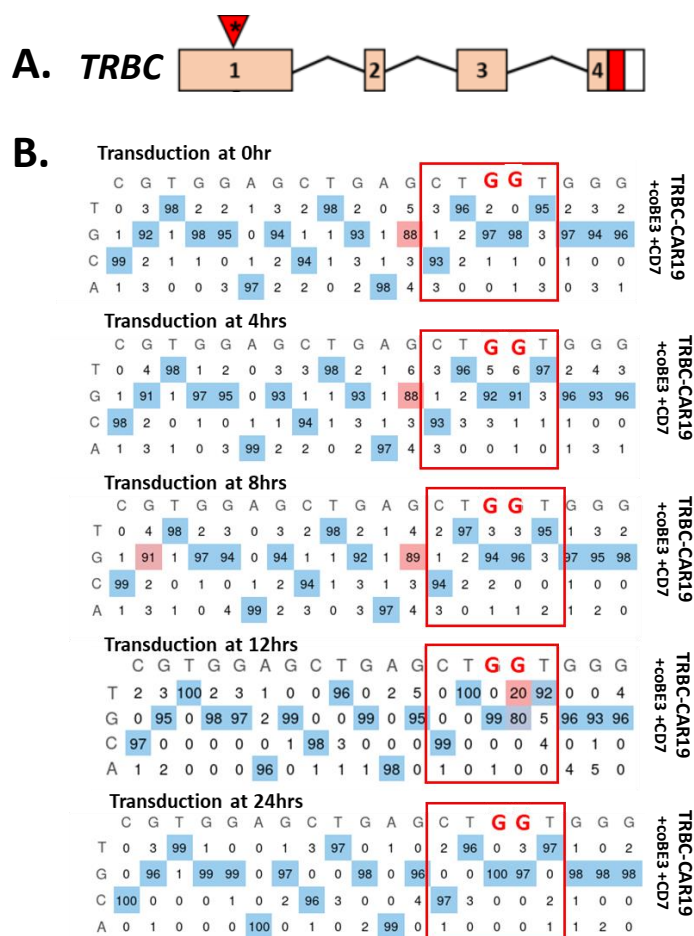 A. TRBC
* 1 2 3 4
B.
Transduction at 0hr
C G T G G A G C T G A G C T G G T G G G
T 0 3 98 2 2 1 3 2 98 2 0 5 3 96 2 0 95 2 3 2
G 1 92 1 98 95 0 94 1 1 93 1 88 1 2 97 98 3 97 94 96
C 99 2 1 1 0 1 2 94 1 3 1 3 93 2 1 1 0 1 0 0
A 1 3 0 0 3 97 2 2 0 2 98 4 3 0 0 1 3 0 3 1
TRBC-CAR19
+coBE3 +CD7
Transduction at 4hrs
C G T G G A G C T G A G C T G G T G G G
T 0 4 98 1 2 0 3 3 98 2 1 6 3 96 5 6 97 2 4 3
G 1 91 1 97 95 0 93 1 1 93 1 88 1 2 92 91 3 96 93 96
C 98 2 0 1 0 1 1 94 1 3 1 3 93 3 3 1 1 1 0 0
A 1 3 1 0 3 99 2 2 0 2 97 4 3 0 0 1 0 1 3 1
TRBC-CAR19
+coBE3 +CD7
Transduction at 8hrs
C G T G G A G C T G A G C T G G T G G G
T 0 4 98 2 3 0 3 2 98 2 1 4 2 97 3 3 95 1 3 2
G 1 91 1 97 94 0 94 1 1 92 1 89 1 2 94 96 3 97 95 98
C 99 2 0 1 0 1 2 94 1 3 1 3 94 2 2 0 0 1 0 0
A 1 3 1 0 4 99 2 3 0 3 97 4 3 0 1 1 2 1 2 0
TRBC-CAR19
+coBE3 +CD7
Transduction at 12hrs
C G T G G A G C T G A G C T G G T G G G
T 2 3 100 2 3 1 0 0 96 0 2 5 0 100 0 20 92 0 0 4
G 0 95 0 98 97 2 99 0 0 99 0 95 0 0 99 80 5 96 93 96
C 97 0 0 0 0 0 1 98 3 0 0 0 99 0 0 0 4 0 1 0
A 1 2 0 0 0 96 0 1 1 1 98 0 1 0 1 0 0 4 5 0
TRBC-CAR19
+coBE3 +CD7
Transduction at 24hrs
C G T G G A G C T G A G C T G G T G G G
T 0 3 99 1 0 0 1 3 97 0 1 0 2 96 0 3 97 1 0 2
G 0 96 1 99 99 0 97 0 0 98 0 96 0 0 100 97 0 98 98 98
C 100 0 0 0 1 0 2 96 3 0 0 4 97 3 0 0 2 1 0 0
A 0 1 0 0 0 100 0 1 0 2 99 0 1 0 0 0 1 1 2 0
TRBC-CAR19
+coBE3 +CD7